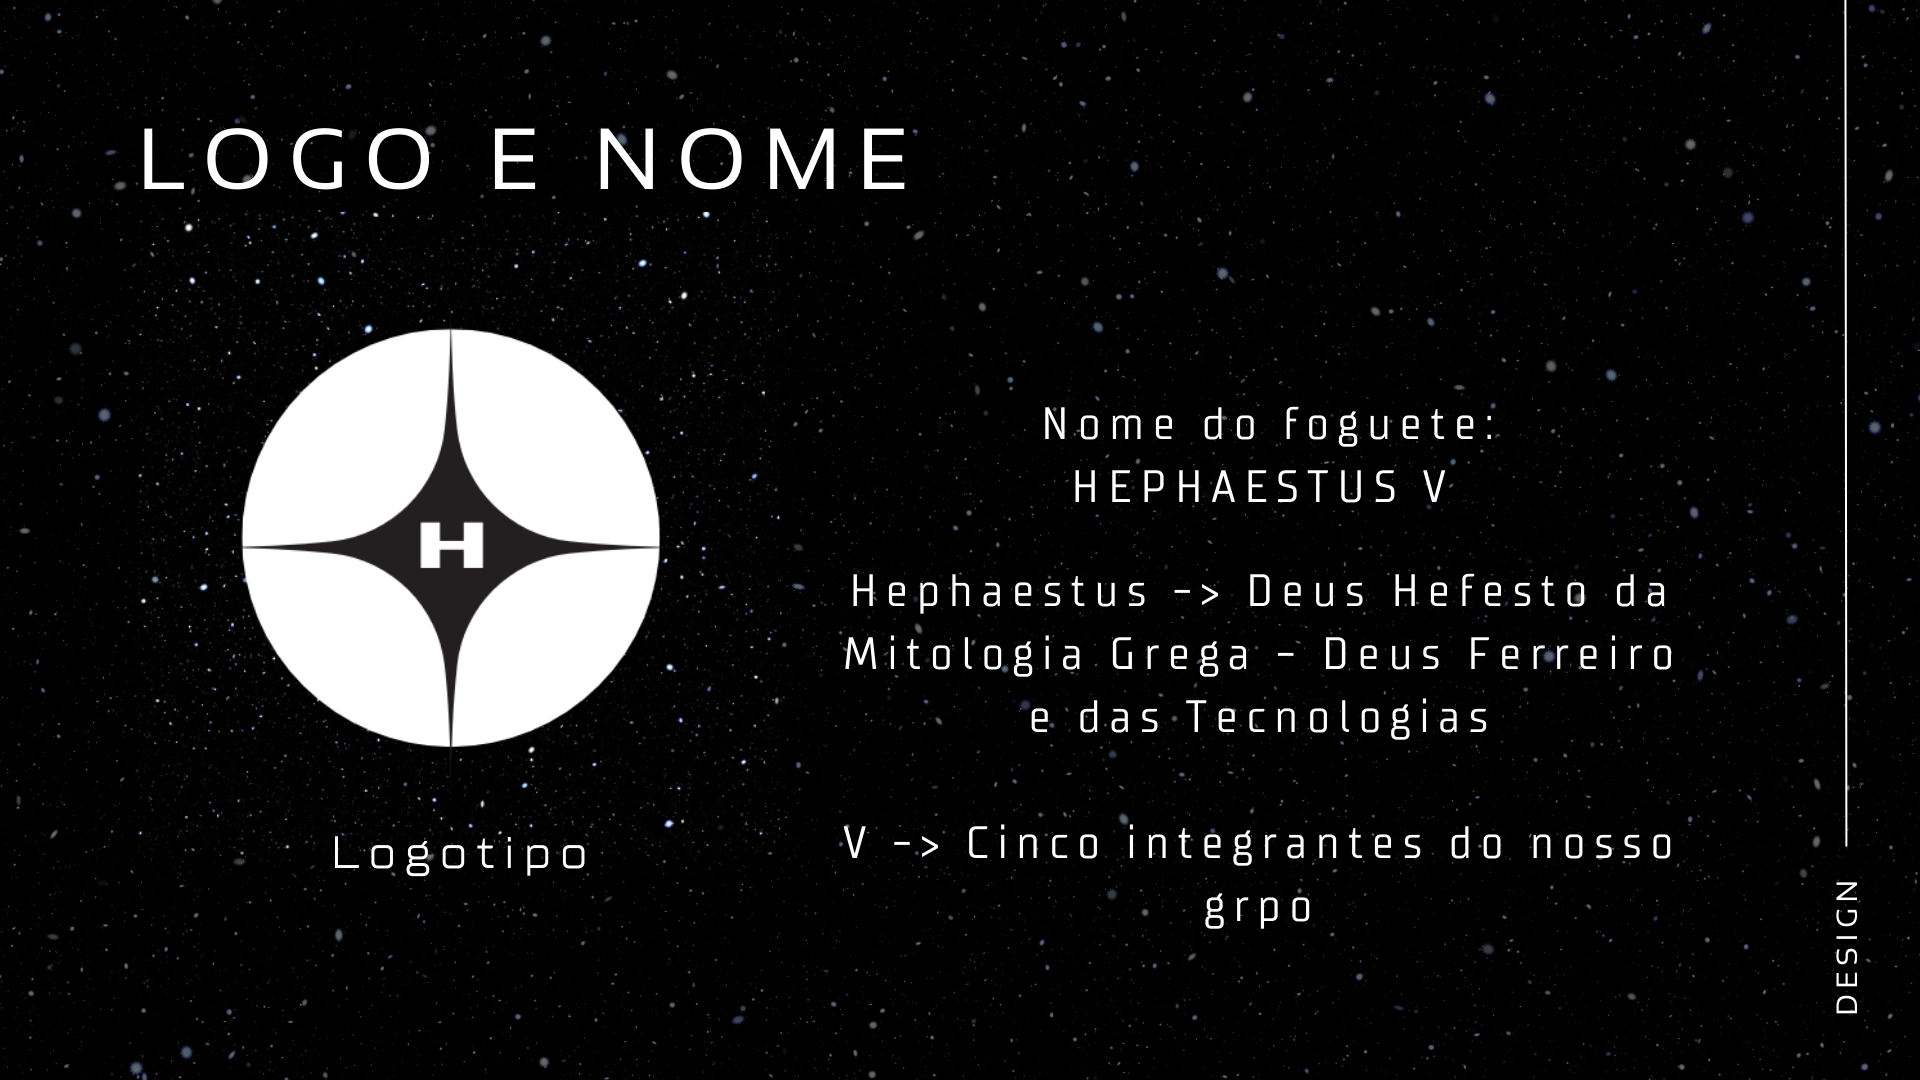 LOGO E NOME
H
Logotipo
Nome do foguete:
HEPHAESTUS V
Hephaestus -> Deus Hefesto da
Mitologia Grega - Deus Ferreiro
e das Tecnologias
V -> Cinco integrantes do nosso
grpo
DESIGN